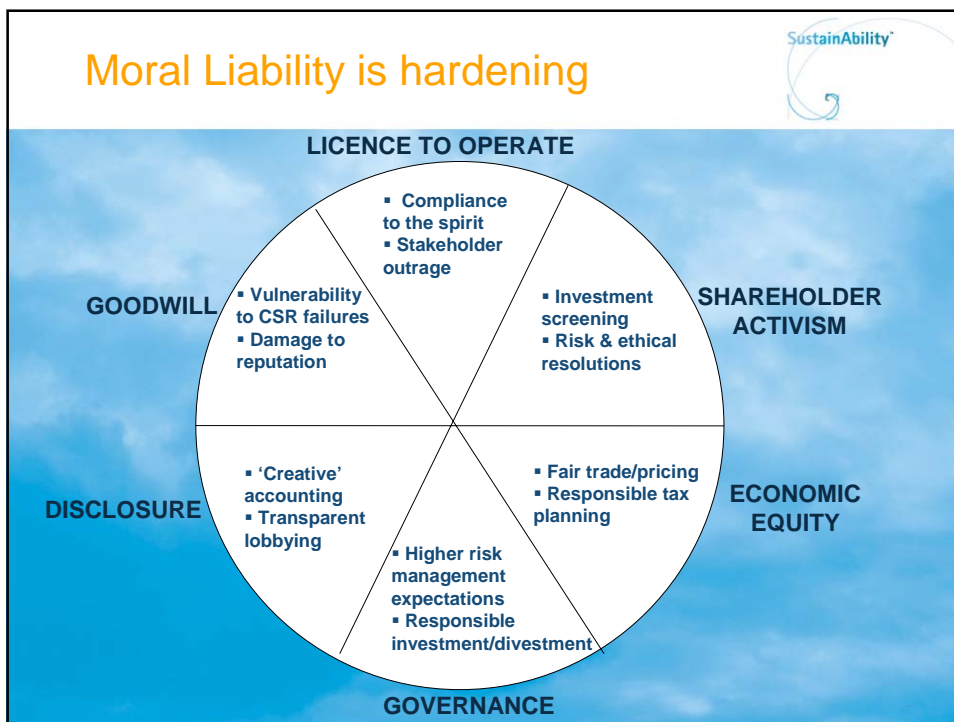 SustainAbility™
Moral Liability is hardening
LICENCE TO OPERATE
▪ Compliance
to the spirit
▪ Stakeholder
outrage
SHAREHOLDER
ACTIVISM
▪ Investment
screening
▪ Risk & ethical
resolutions
ECONOMIC
EQUITY
▪ Fair trade/pricing
▪ Responsible tax
planning
GOVERNANCE
▪ Higher risk
management
expectations
▪ Responsible
investment/divestment
DISCLOSURE
▪ ‘Creative’
accounting
▪ Transparent
lobbying
GOODWILL
▪ Vulnerability
to CSR failures
▪ Damage to
reputation